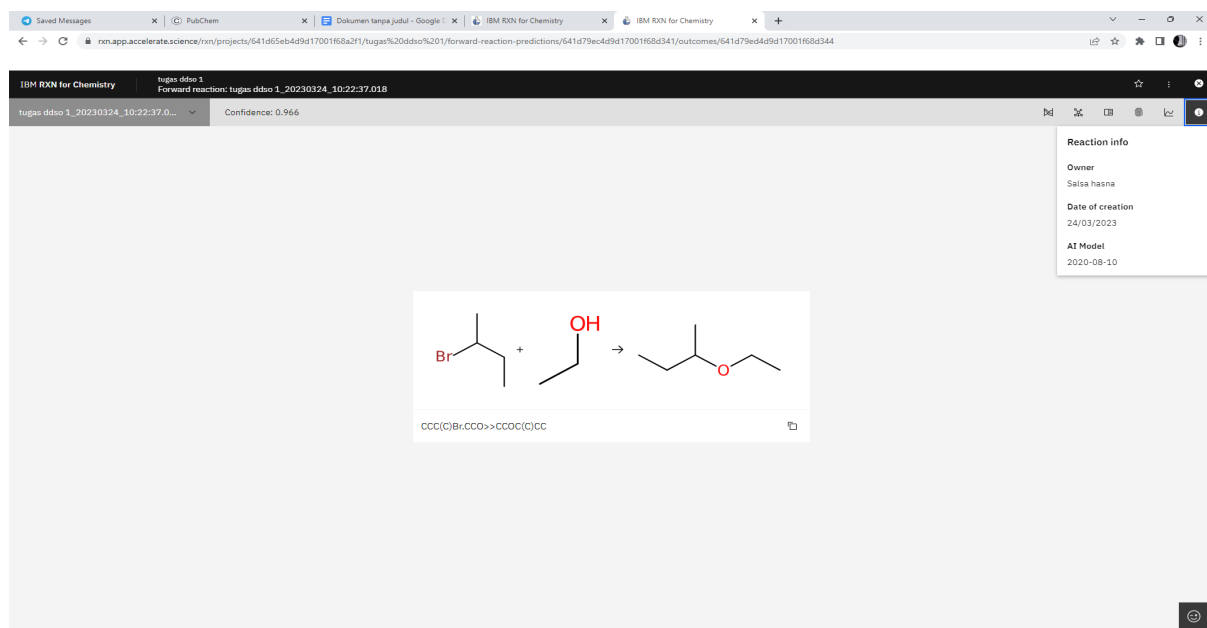 Saved Messages
PubChem
Dokumen tanpa judul - Google
IBM RXN for Chemistry
IBM RXN for Chemistry
rxn.app.accelerate.science/rxn/projects/641d65eb4d9d17001f68a2f1/tugas%20ddso%201/forward-reaction-predictions/641d79ec4d9d17001f68d341/outcomes/641d79ed4d9d17001f68d344
IBM RXN for Chemistry
tugas ddso 1
Forward reaction: tugas ddso 1_20230324_10:22:37.018
tugas ddso 1_20230324_10:22:37.0...
Confidence: 0.966
Reaction info
Owner
Salsa hasna
Date of creation
24/03/2023
AI Model
2020-08-10
Br
+
OH
→
O
CCC(C)Br.CCO>>CCOC(C)CC